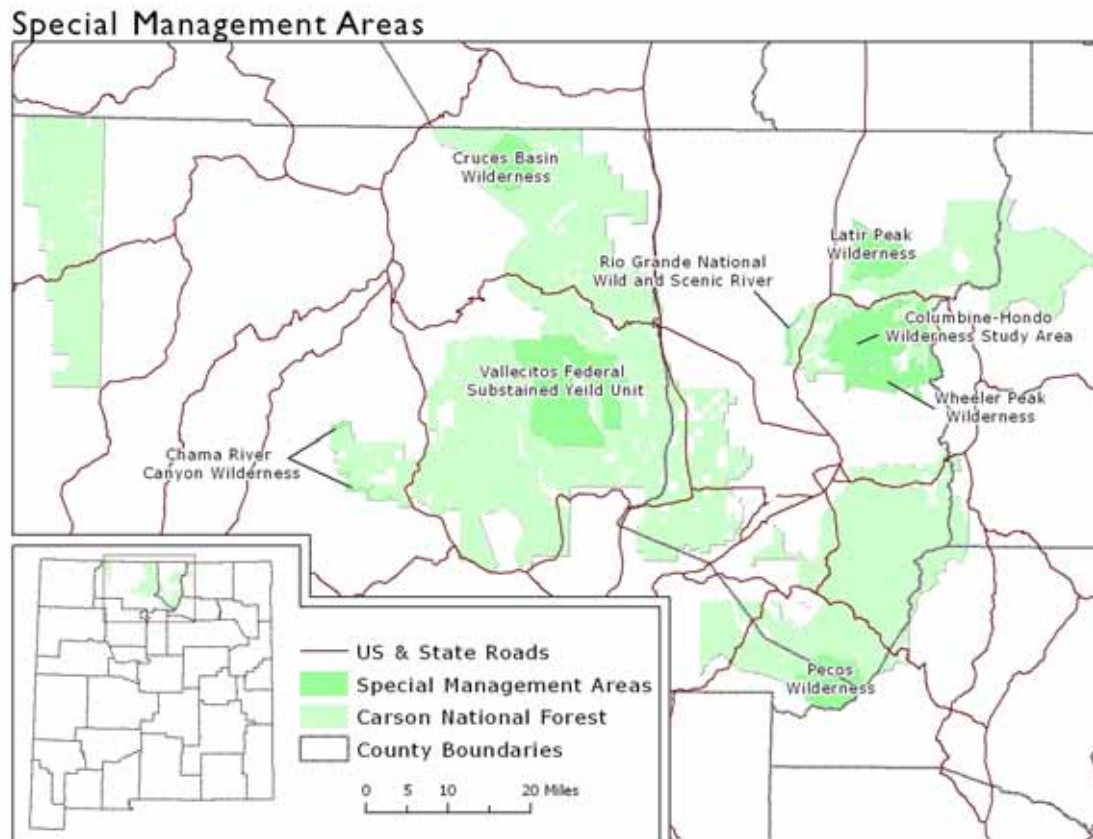 Special Management Areas
Cruces Basin
Wilderness
Latir Peak
Wilderness
Rio Grande National
Wild and Scenic River
Columbine-Hondo
Wilderness Study Area
Vallecitos Federal
Substained Yeild Unit
Wheeler Peak
Wilderness
Chama River
Canyon Wilderness
Pecos
Wilderness
US & State Roads
Special Management Areas
Carson National Forest
County Boundaries
0 5 10 20 Miles